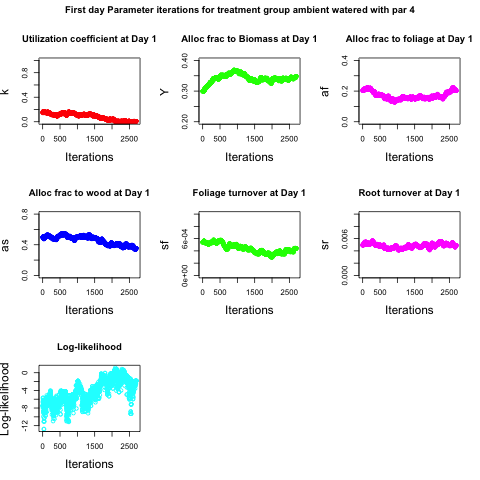 First day Parameter iterations for treatment group ambient watered with par 4
Utilization coefficient at Day 1
k
0.0 0.4 0.8
0 500 1500 2500
Iterations
Alloc frac to Biomass at Day 1
Y
0.20 0.30 0.40
0 500 1500 2500
Iterations
Alloc frac to foliage at Day 1
af
0.0 0.2 0.4
0 500 1500 2500
Iterations
Alloc frac to wood at Day 1
as
0.0 0.4 0.8
0 500 1500 2500
Iterations
Foliage turnover at Day 1
sf
0e+00 6e-04
0 500 1500 2500
Iterations
Root turnover at Day 1
sr
0.000 0.006
0 500 1500 2500
Iterations
Log-likelihood
Log-likelihood
-12 -8 -4 0
0 500 1500 2500
Iterations